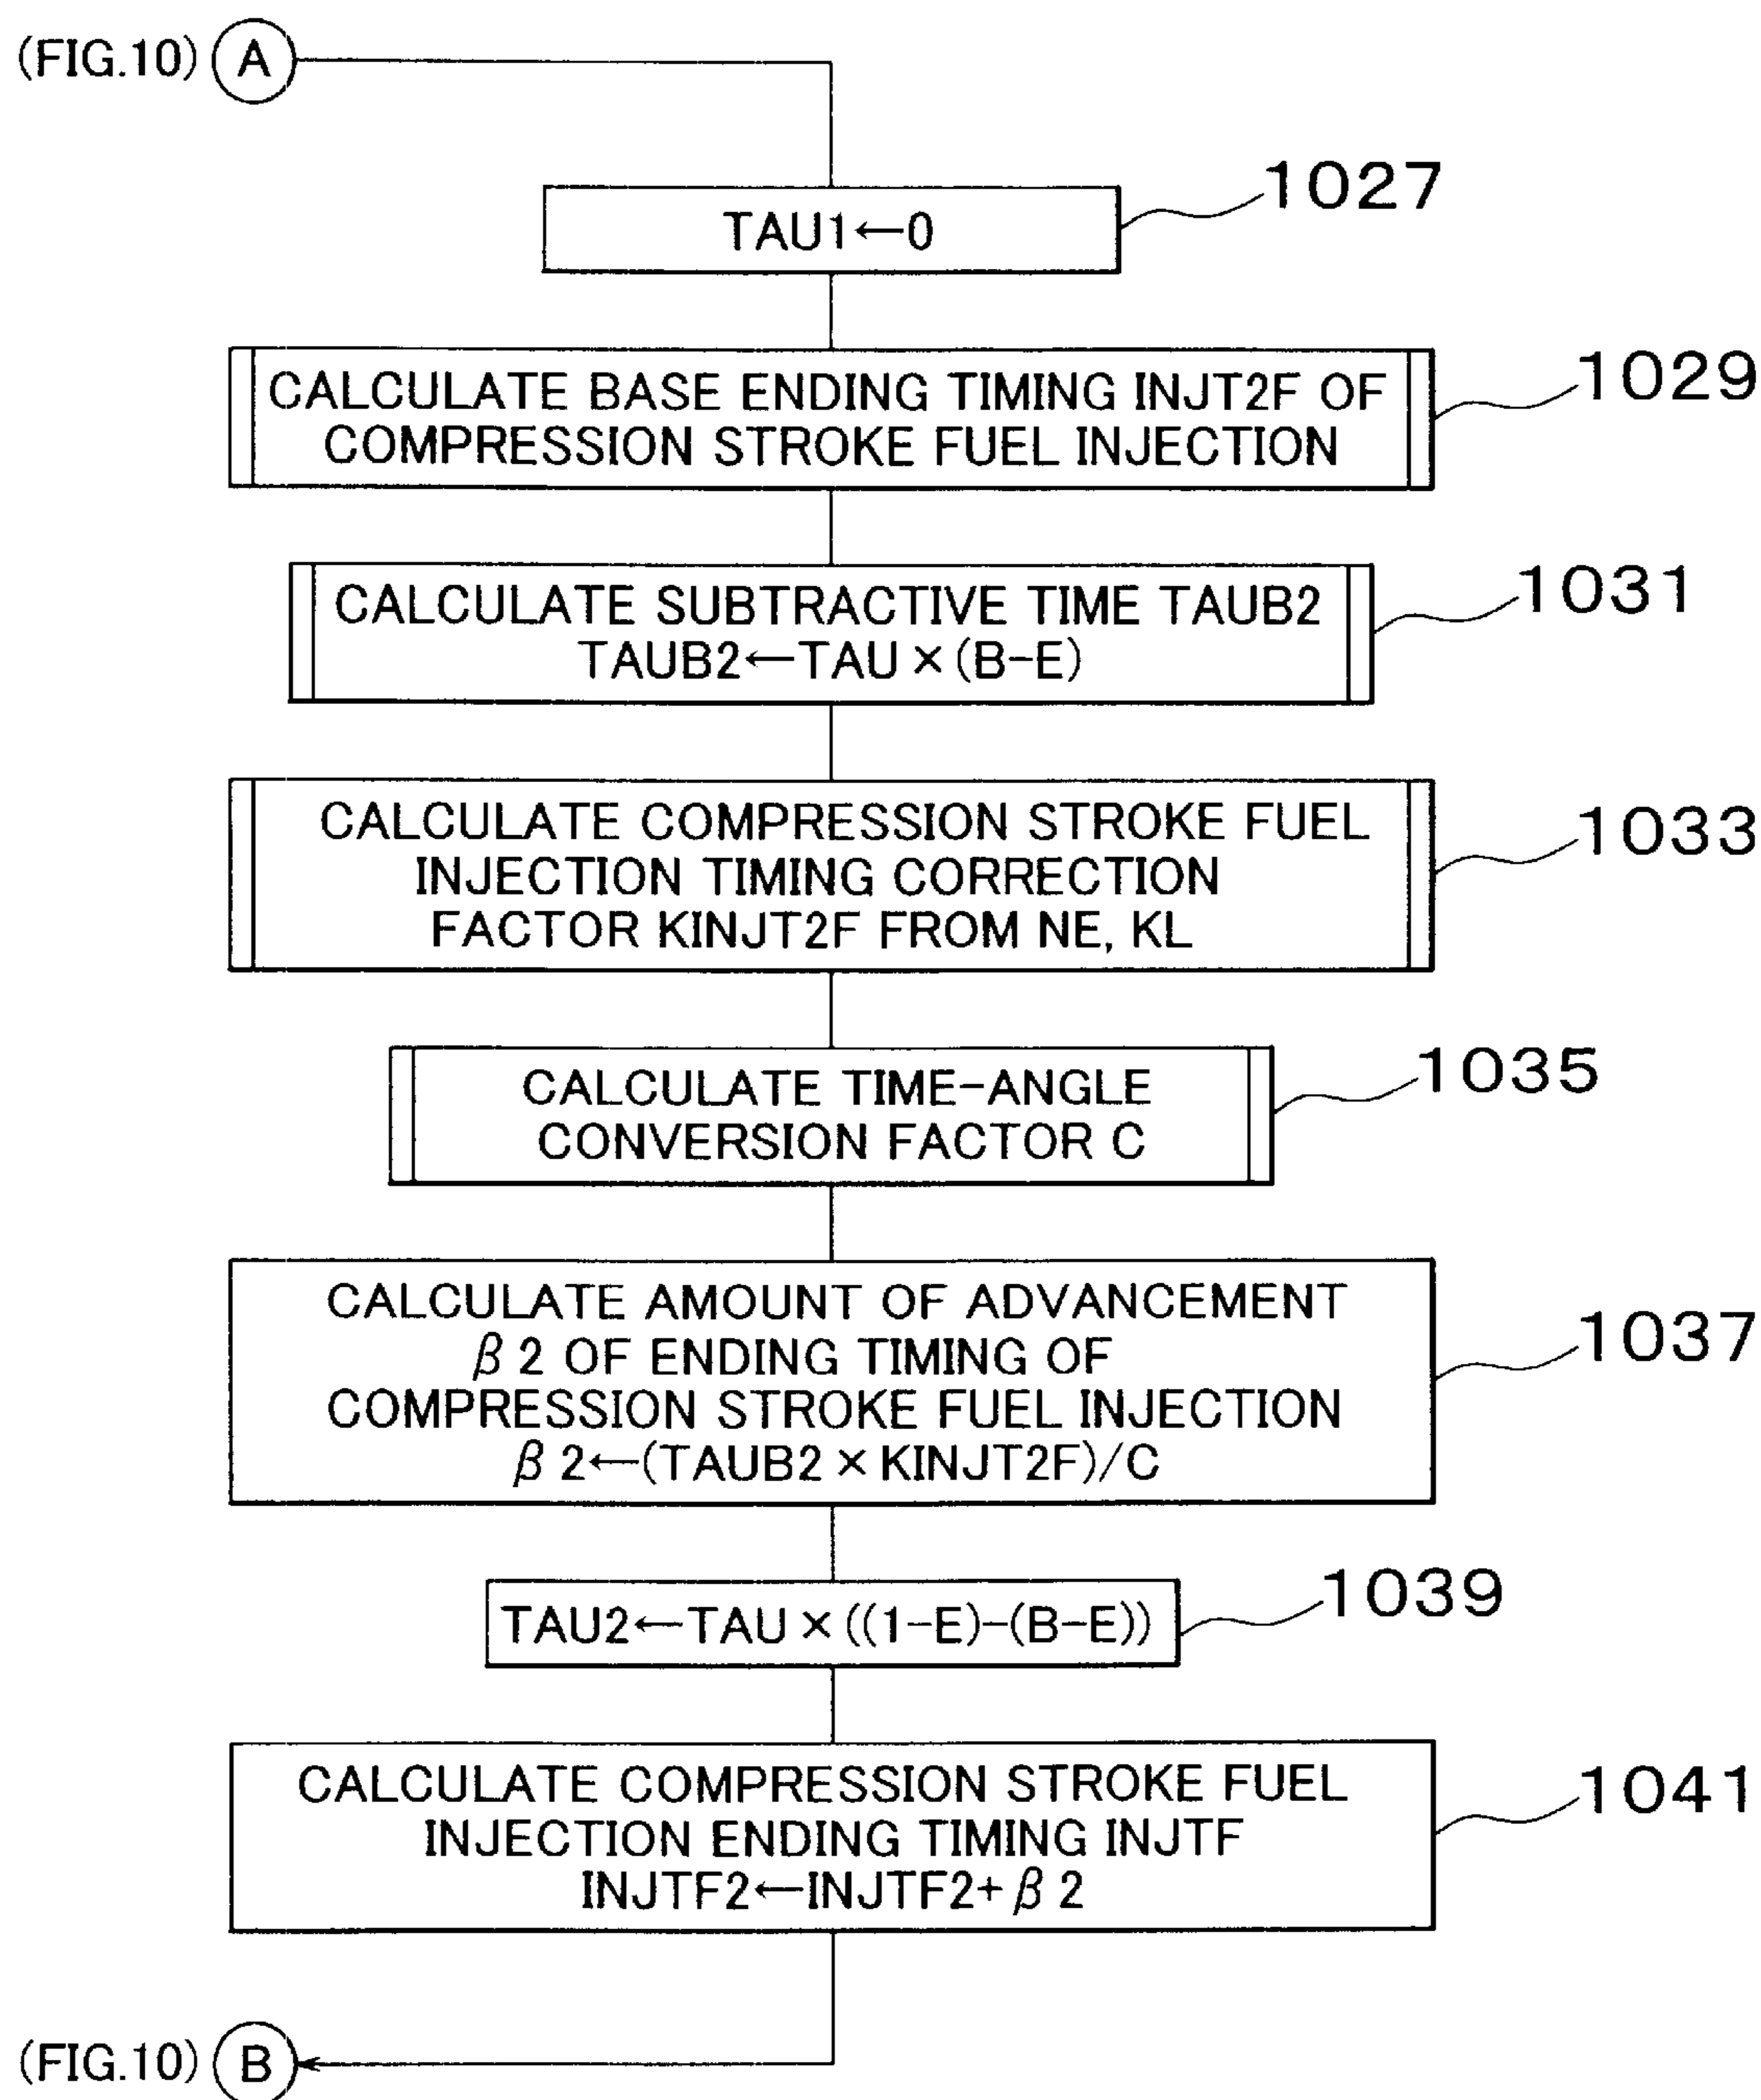 (FIG.10) A
1027
TAU1←0
1029
CALCULATE BASE ENDING TIMING INJT2F OF
COMPRESSION STROKE FUEL INJECTION
1031
CALCULATE SUBTRACTIVE TIME TAUB2
TAUB2←TAU×(B-E)
1033
CALCULATE COMPRESSION STROKE FUEL
INJECTION TIMING CORRECTION
FACTOR KINJT2F FROM NE, KL
1035
CALCULATE TIME-ANGLE
CONVERSION FACTOR C
1037
CALCULATE AMOUNT OF ADVANCEMENT
β2 OF ENDING TIMING OF
COMPRESSION STROKE FUEL INJECTION
β2←(TAUB2×KINJT2F)/C
1039
TAU2←TAU×((1-E)-(B-E))
1041
CALCULATE COMPRESSION STROKE FUEL
INJECTION ENDING TIMING INJTF
INJTF2←INJTF2+β2
(FIG.10) B